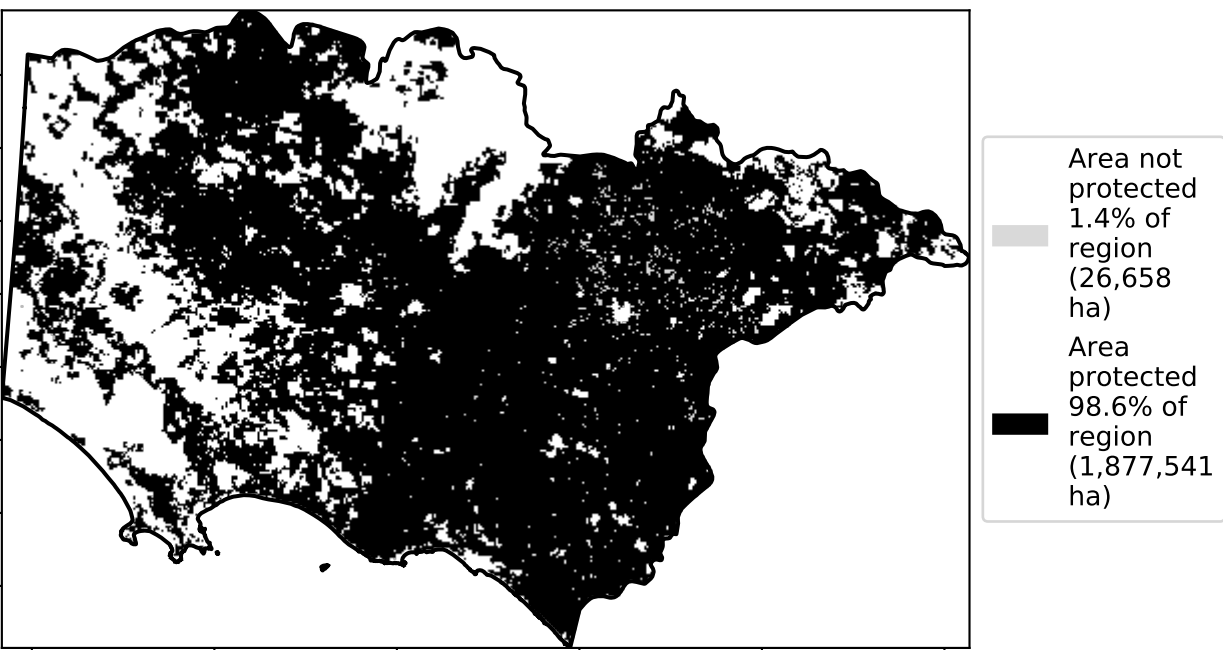 Area not
protected
1.4% of
region
(26,658
ha)
Area
protected
98.6% of
region
(1,877,541
ha)